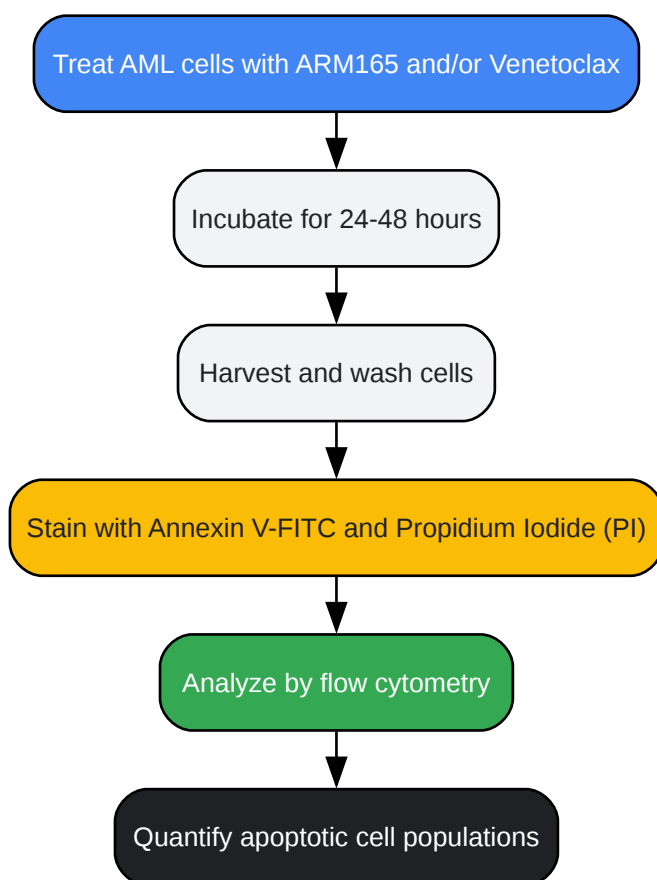 Treat AML cells with ARM165 and/or Venetoclax
Incubate for 24-48 hours
Harvest and wash cells
Stain with Annexin V-FITC and Propidium Iodide (PI)
Analyze by flow cytometry
Quantify apoptotic cell populations